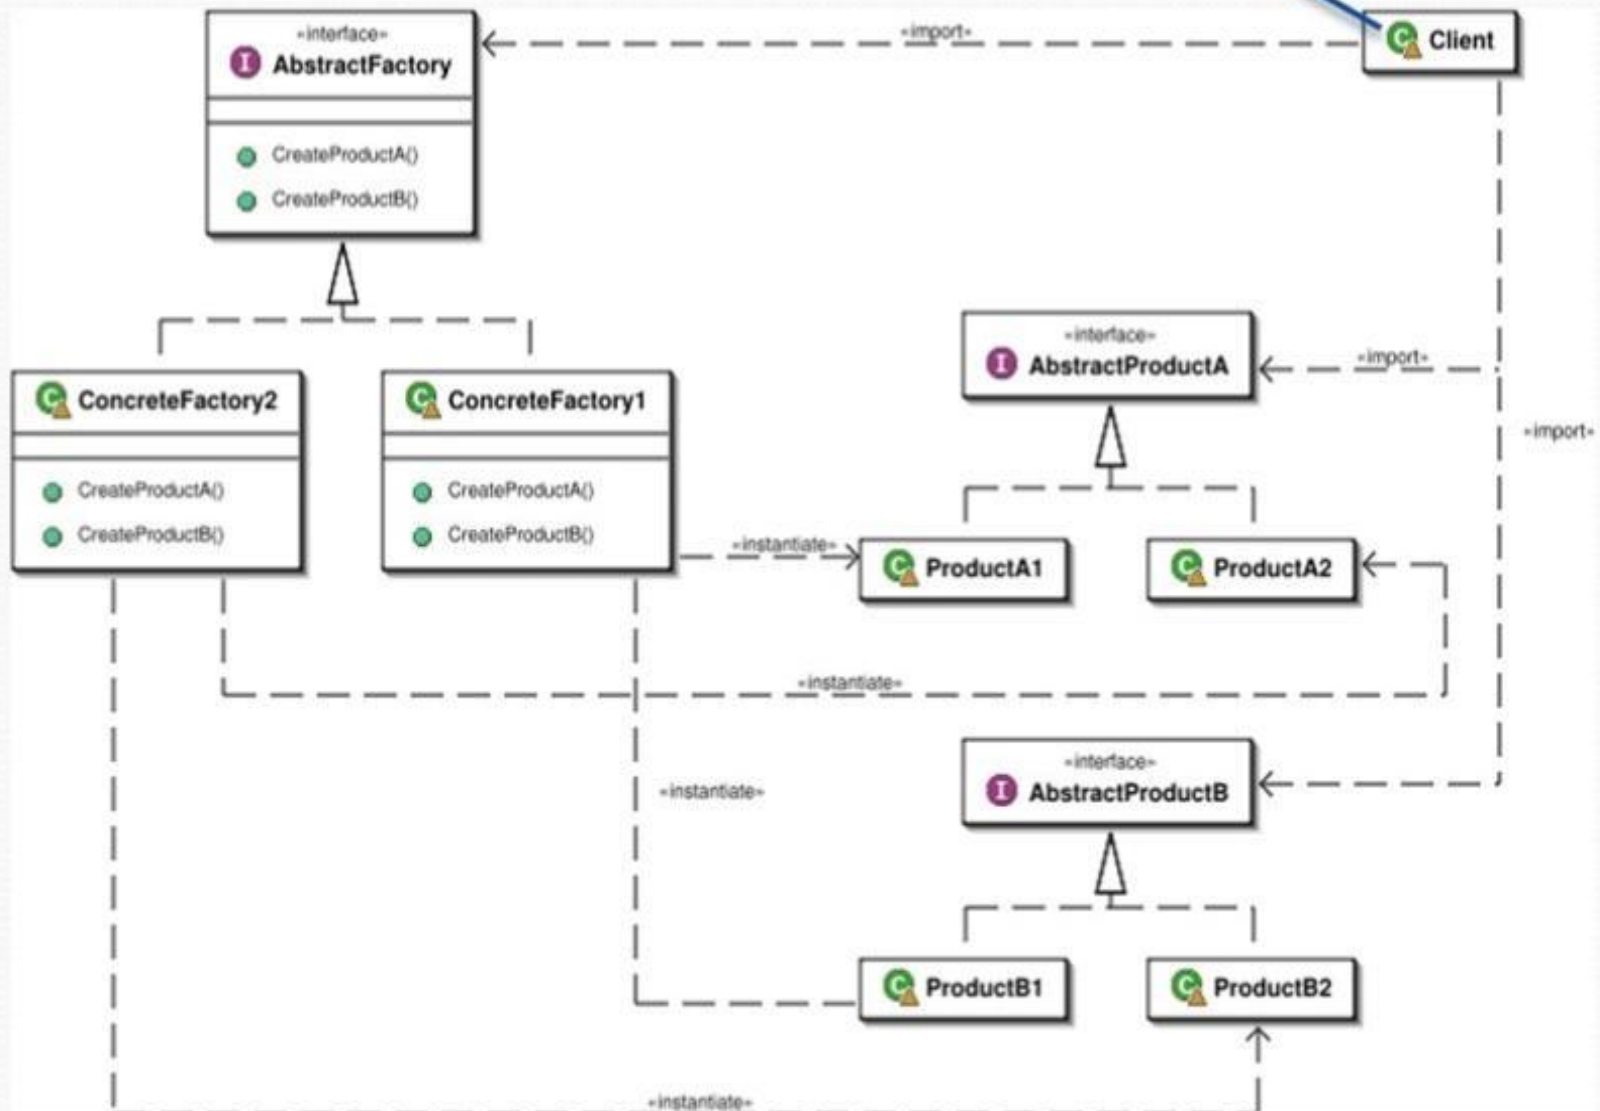 «interface»
I AbstractFactory
CreateProductA()
CreateProductB()
«import»
C Client
C ConcreteFactory2
CreateProductA()
CreateProductB()
C ConcreteFactory1
CreateProductA()
CreateProductB()
«interface»
I AbstractProductA
«import»
«import»
«instantiate»
C ProductA1
C ProductA2
«instantiate»
«interface»
I AbstractProductB
«instantiate»
C ProductB1
C ProductB2
«instantiate»